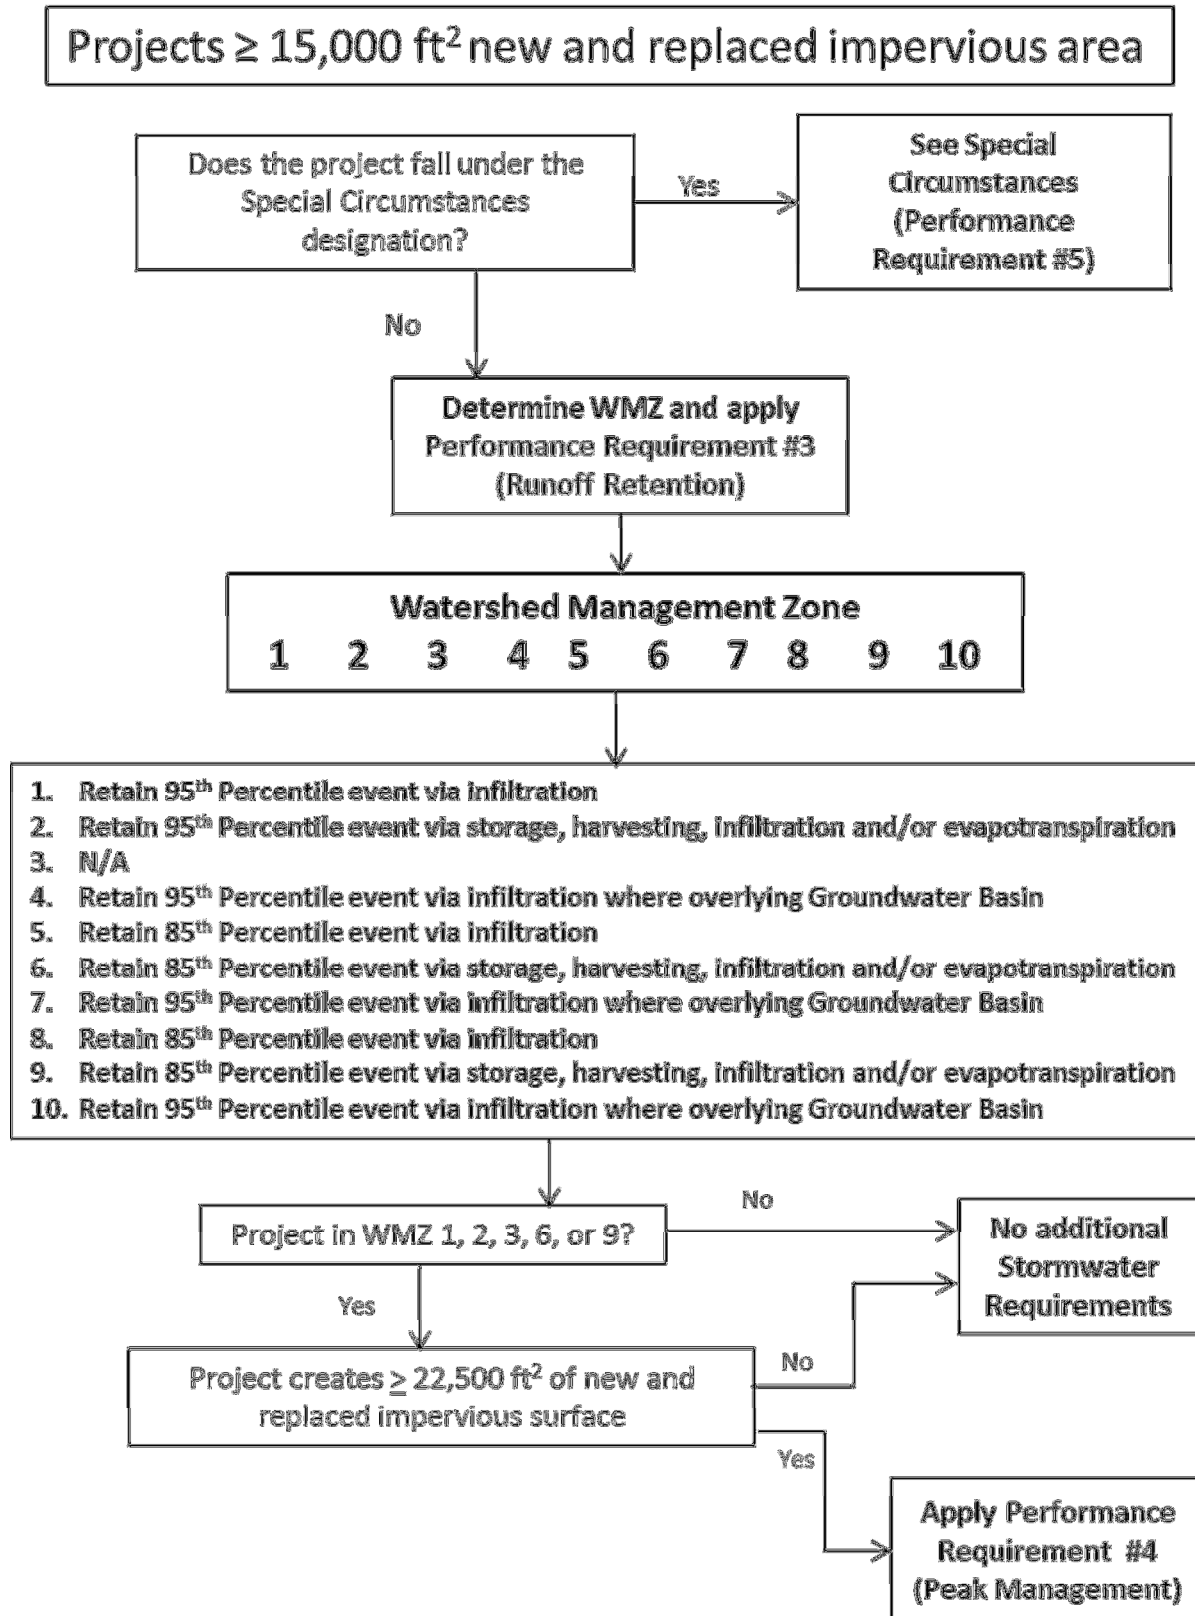 Projects ≥ 15,000 ft² new and replaced impervious area
Does the project fall under the
Special Circumstances
designation?
Yes
See Special
Circumstances
(Performance
Requirement #5)
No
Determine WMZ and apply
Performance Requirement #3
(Runoff Retention)
Watershed Management Zone
1 2 3 4 5 6 7 8 9 10
1. Retain 95th Percentile event via infiltration
2. Retain 95th Percentile event via storage, harvesting, infiltration and/or evapotranspiration
3. N/A
4. Retain 95th Percentile event via infiltration where overlying Groundwater Basin
5. Retain 85th Percentile event via infiltration
6. Retain 85th Percentile event via storage, harvesting, infiltration and/or evapotranspiration
7. Retain 95th Percentile event via infiltration where overlying Groundwater Basin
8. Retain 85th Percentile event via infiltration
9. Retain 85th Percentile event via storage, harvesting, infiltration and/or evapotranspiration
10. Retain 95th Percentile event via infiltration where overlying Groundwater Basin
Project in WMZ 1, 2, 3, 6, or 9?
No
No additional
Stormwater
Requirements
Yes
Project creates ≥ 22,500 ft² of new and
replaced impervious surface
No
Yes
Apply Performance
Requirement #4
(Peak Management)